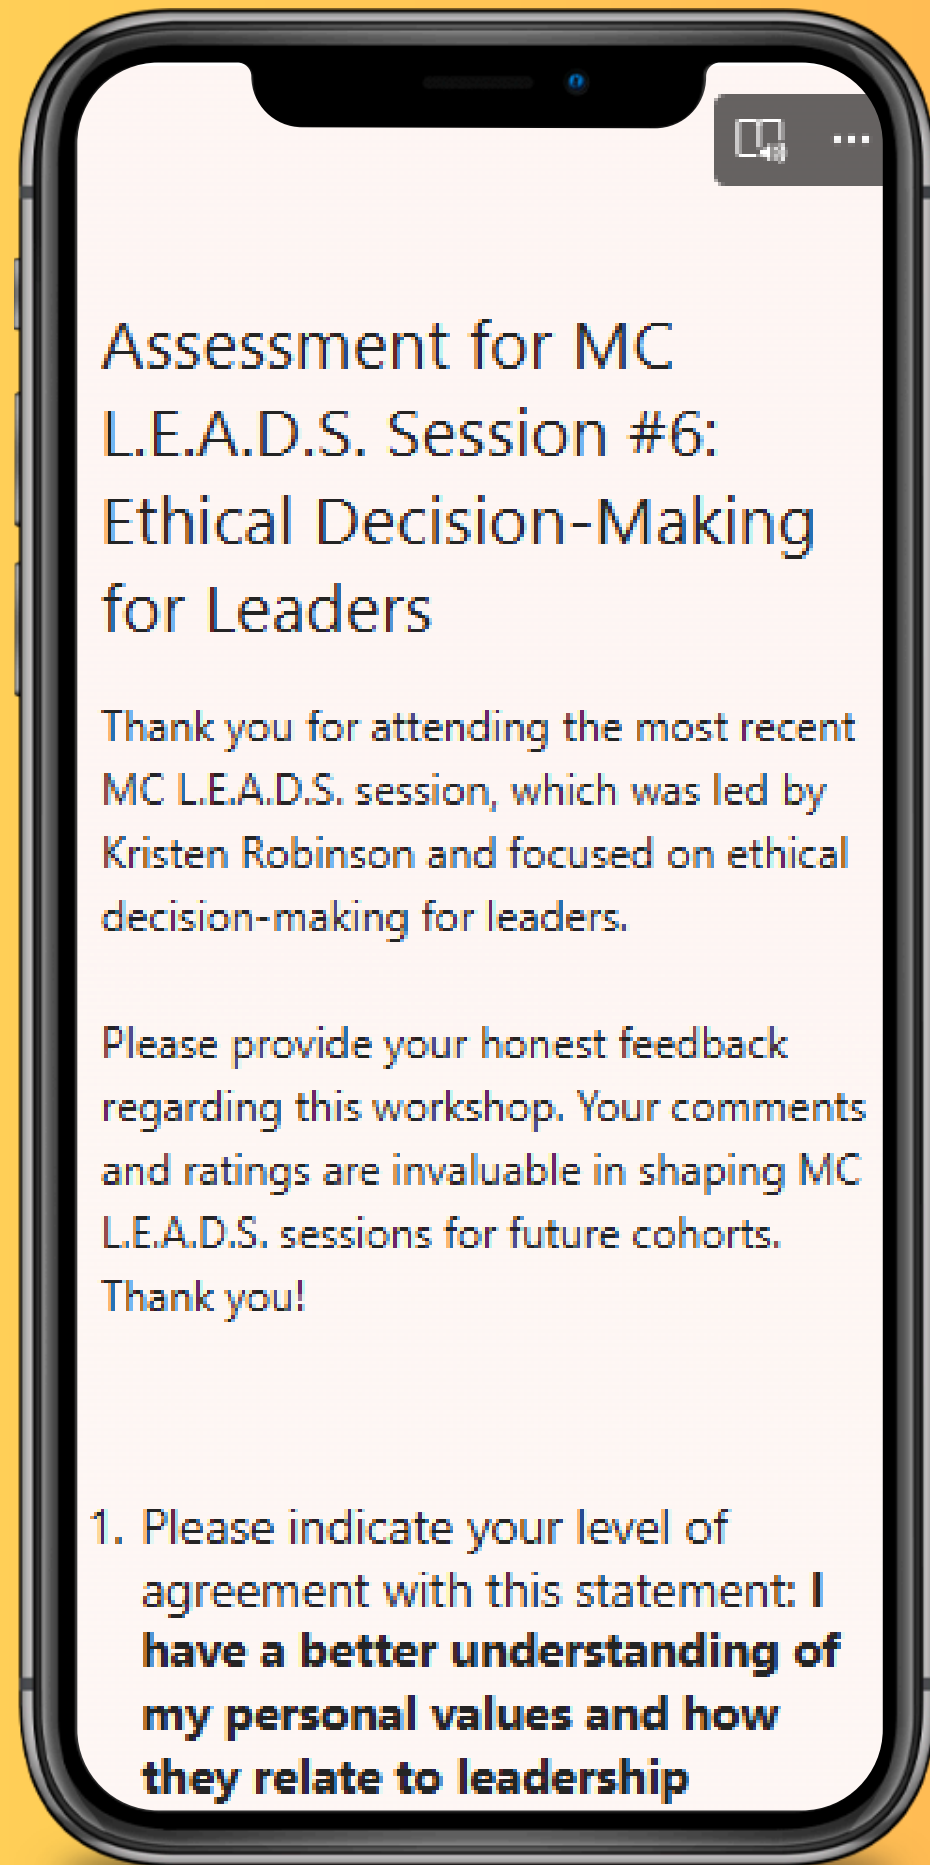 Assessment for MC
L.E.A.D.S. Session #6:
Ethical Decision-Making
for Leaders
Thank you for attending the most recent
MC L.E.A.D.S. session, which was led by
Kristen Robinson and focused on ethical
decision-making for leaders.
Please provide your honest feedback
regarding this workshop. Your comments
and ratings are invaluable in shaping MC
L.E.A.D.S. sessions for future cohorts.
Thank you!
1. Please indicate your level of
agreement with this statement: I
have a better understanding of
my personal values and how
they relate to leadership